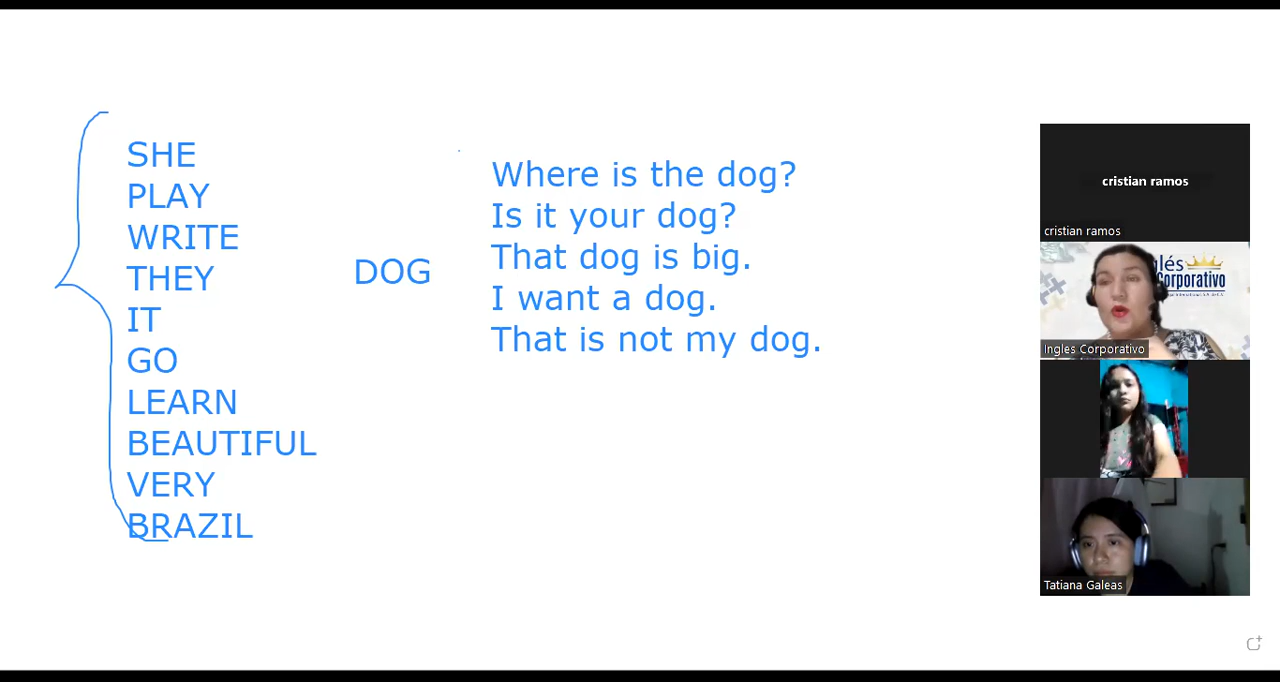 SHE
PLAY
WRITE
THEY
IT
GO
LEARN
BEAUTIFUL
VERY
BRAZIL
DOG
Where is the dog?
Is it your dog?
That dog is big.
I want a dog.
That is not my dog.
cristian ramos
cristian ramos
glés
Corporativo
Ingles Corporativo
Tatiana Galeas